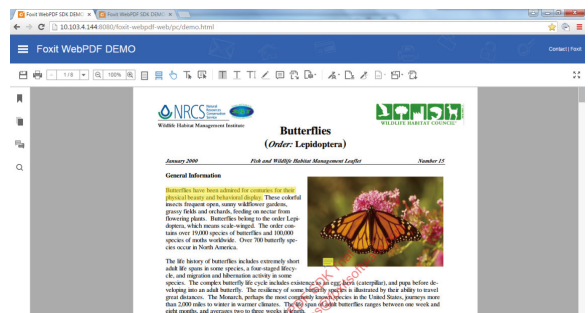 Foxit WebPDF SDK DEMO
Foxit WebPDF SDK DEMO
10.103.4.144:8080/foxit-webpdf-web/pc/demo.html
Foxit WebPDF DEMO
Contact | Foxit
1/8
100%
NRCS
Natural
Resources
Conservation
Service
Wildlife Habitat Management Institute
WILDLIFE HABITAT COUNCIL
Butterflies
(Order: Lepidoptera)
January 2000
Fish and Wildlife Habitat Management Leaflet
Number 15
General Information
Butterflies have been admired for centuries for their
physical beauty and behavioral display. These colorful
insects frequent open, sunny wildflower gardens,
grassy fields and orchards, feeding on nectar from
flowering plants. Butterflies belong to the order Lepi-
doptera, which means scale-winged. The order con-
tains over 19,000 species of butterflies and 100,000
species of moths worldwide. Over 700 butterfly spe-
cies occur in North America.
The life history of butterflies includes extremely short
adult life spans in some species, a four-staged lifecy-
cle, and migration and hibernation activity in some
species. The complex butterfly life cycle includes existence as an egg, larva (caterpillar), and pupa before de-
veloping into an adult butterfly. The resiliency of some butterfly species is illustrated by their ability to travel
great distances. The Monarch, perhaps the most commonly known species in the United States, journeys more
than 2,000 miles to winter in warmer climates. The life span of adult butterflies ranges between one week and
eight months, and averages two to three weeks in length.